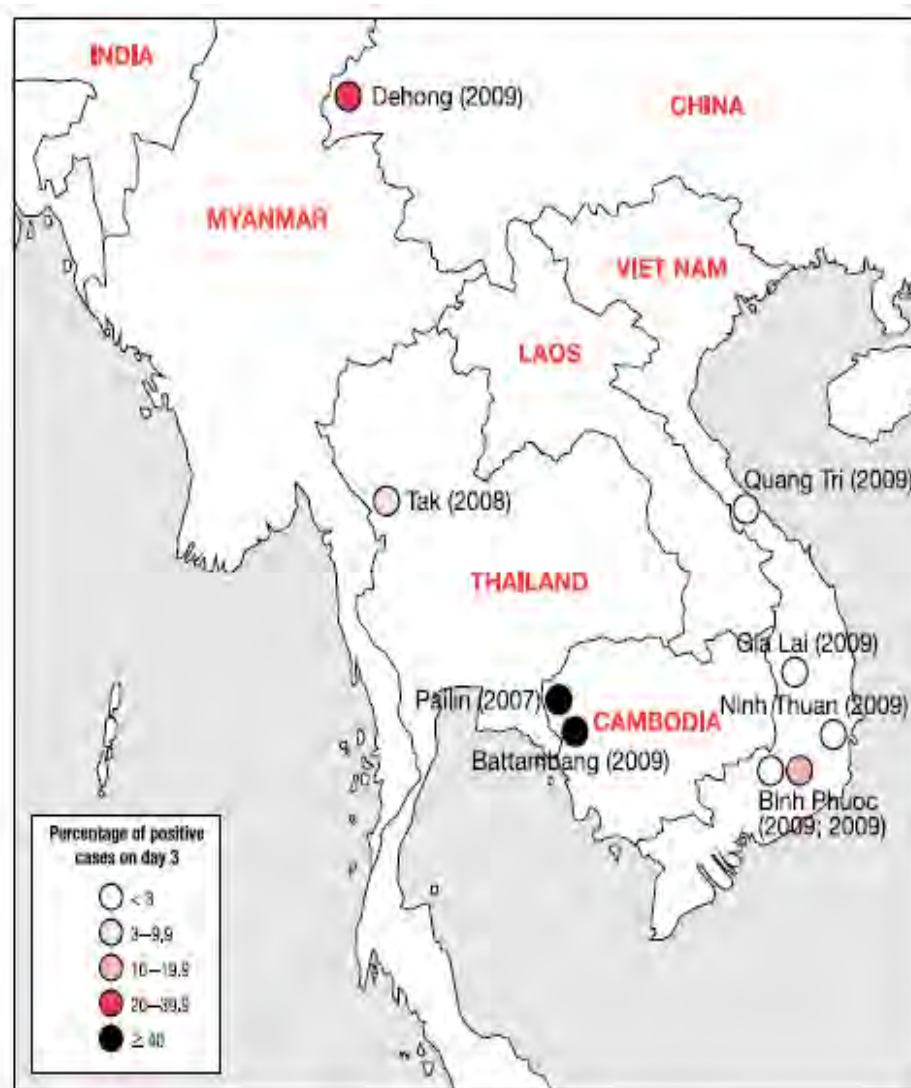 INDIA
Dehong (2009)
CHINA
MYANMAR
VIET NAM
LAOS
Quang Tri (2009)
Tak (2008)
THAILAND
Gia Lai (2009)
Pailin (2007)
Ninh Thuan (2009)
CAMBODIA
Battambang (2009)
Binh Phuoc
(2009; 2009)
Percentage of positive
cases on day 3
< 3
3–9.9
10–19.9
20–39.9
≥ 40